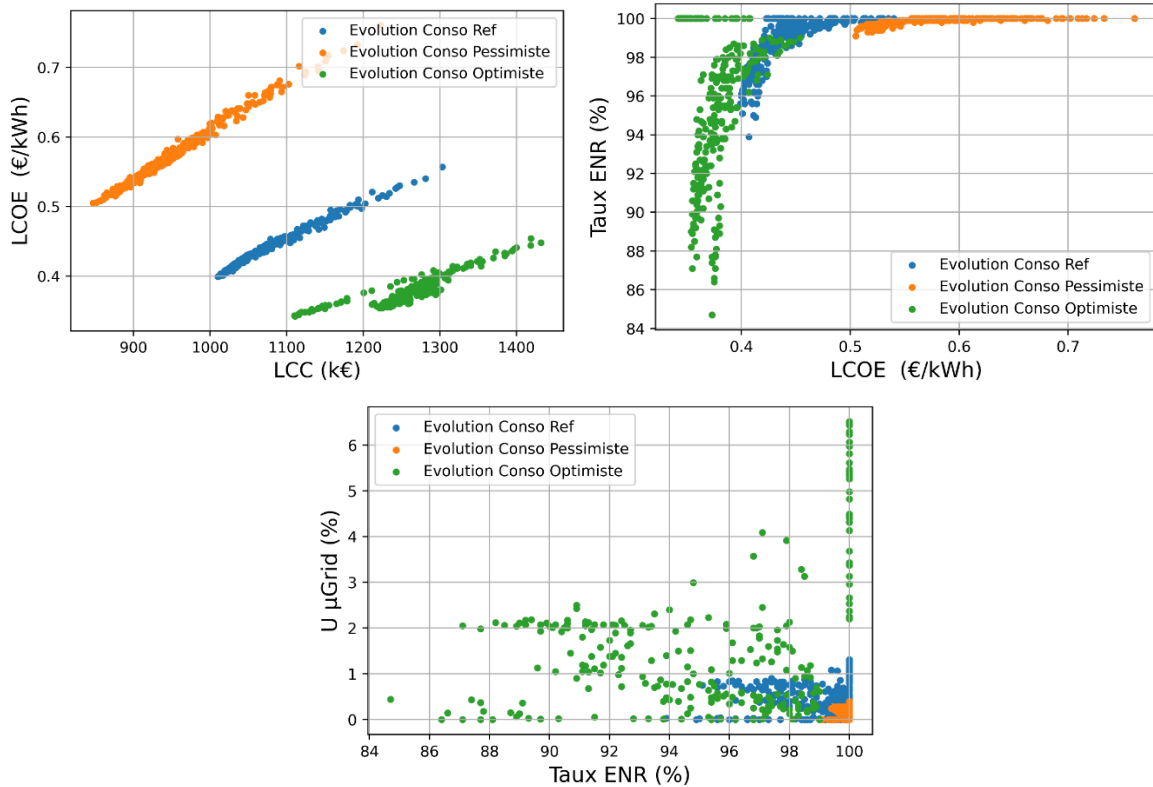 Evolution Conso Ref
Evolution Conso Pessimiste
Evolution Conso Optimiste
0.7
0.6
0.5
0.4
LCOE (€/kWh)
900
1000
1100
1200
1300
1400
LCC (k€)
100
98
96
94
92
90
88
86
84
Taux ENR (%)
Evolution Conso Ref
Evolution Conso Pessimiste
Evolution Conso Optimiste
0.4
0.5
0.6
0.7
LCOE (€/kWh)
Evolution Conso Ref
Evolution Conso Pessimiste
Evolution Conso Optimiste
6
5
4
3
2
1
0
U µGrid (%)
84
86
88
90
92
94
96
98
100
Taux ENR (%)